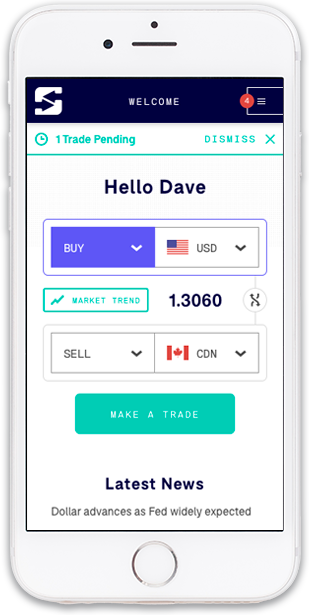 WELCOME
4
1 Trade Pending
DISMISS
Hello Dave
BUY
USD
MARKET TREND
1.3060
SELL
CDN
MAKE A TRADE
Latest News
Dollar advances as Fed widely expected